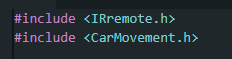 #include <IRremote.h>
#include <CarMovement.h>